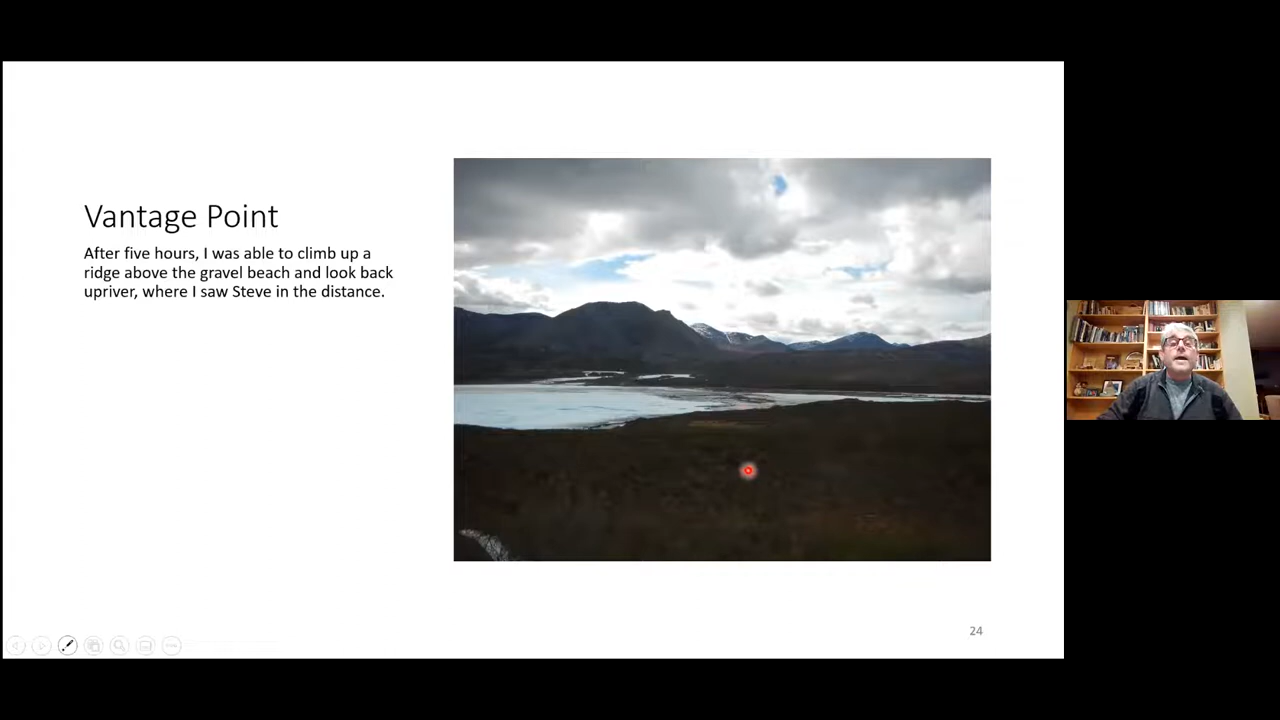 Vantage Point
After five hours, I was able to climb up a
ridge above the gravel beach and look back
upriver, where I saw Steve in the distance.
24